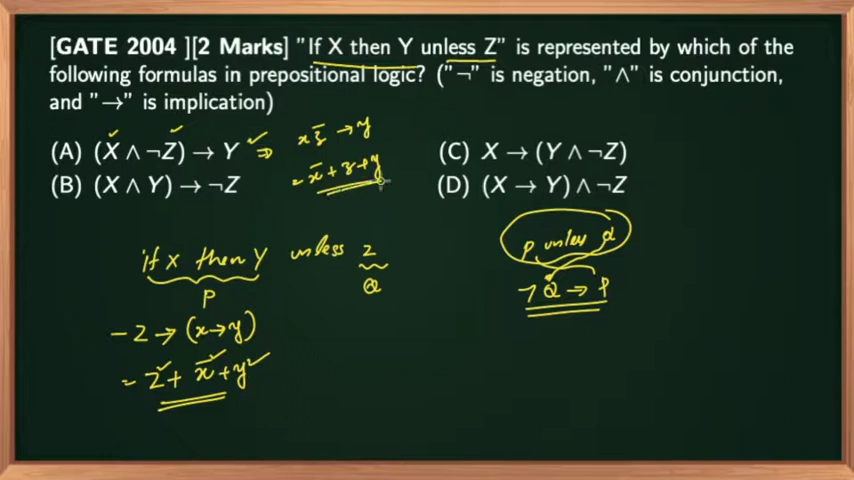 [GATE 2004 ][2 Marks] "If X then Y unless Z" is represented by which of the
following formulas in prepositional logic? ("¬" is negation, "∧" is conjunction,
and "→" is implication)
(A) (X ∧ ¬Z) → Y ⇒ x z̄ → y
= x̄ + z + y
(B) (X ∧ Y) → ¬Z
(C) X → (Y ∧ ¬Z)
(D) (X → Y) ∧ ¬Z
if X then Y unless Z
P Q
¬Z → (x→y)
= Z + x̄ + y
P unless Q
¬Q → P